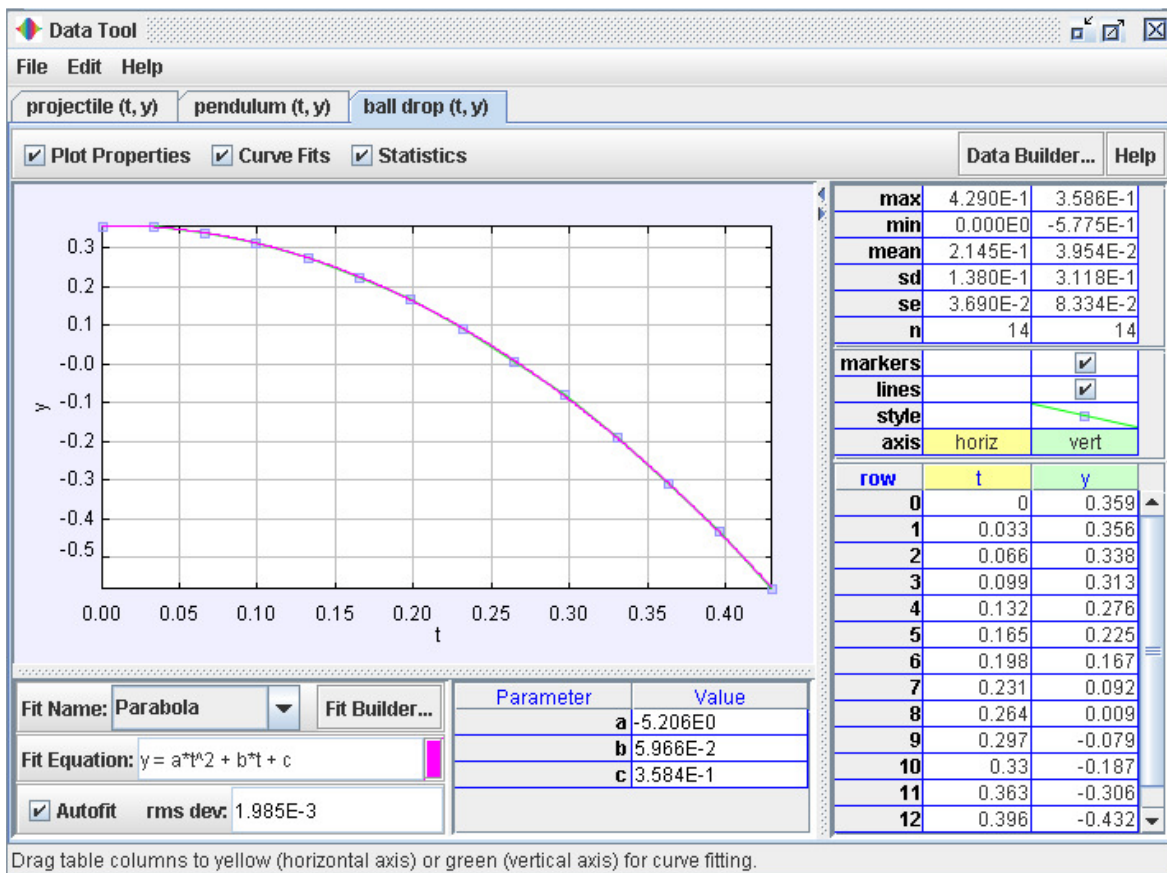 Data Tool
File Edit Help
projectile (t, y) pendulum (t, y) ball drop (t, y)
Plot Properties Curve Fits Statistics Data Builder... Help
0.3
0.2
0.1
-0.0
-0.1
-0.2
-0.3
-0.4
-0.5
y
0.00 0.05 0.10 0.15 0.20 0.25 0.30 0.35 0.40
t
max 4.290E-1 3.586E-1
min 0.000E0 -5.775E-1
mean 2.145E-1 3.954E-2
sd 1.380E-1 3.118E-1
se 3.690E-2 8.334E-2
n 14 14
markers
lines
style
axis horiz vert
row t y
0 0 0.359
1 0.033 0.356
2 0.066 0.338
3 0.099 0.313
4 0.132 0.276
5 0.165 0.225
6 0.198 0.167
7 0.231 0.092
8 0.264 0.009
9 0.297 -0.079
10 0.33 -0.187
11 0.363 -0.306
12 0.396 -0.432
Fit Name: Parabola Fit Builder...
Fit Equation: y = a*t^2 + b*t + c
Autofit rms dev: 1.985E-3
Parameter Value
a -5.206E0
b 5.966E-2
c 3.584E-1
Drag table columns to yellow (horizontal axis) or green (vertical axis) for curve fitting.